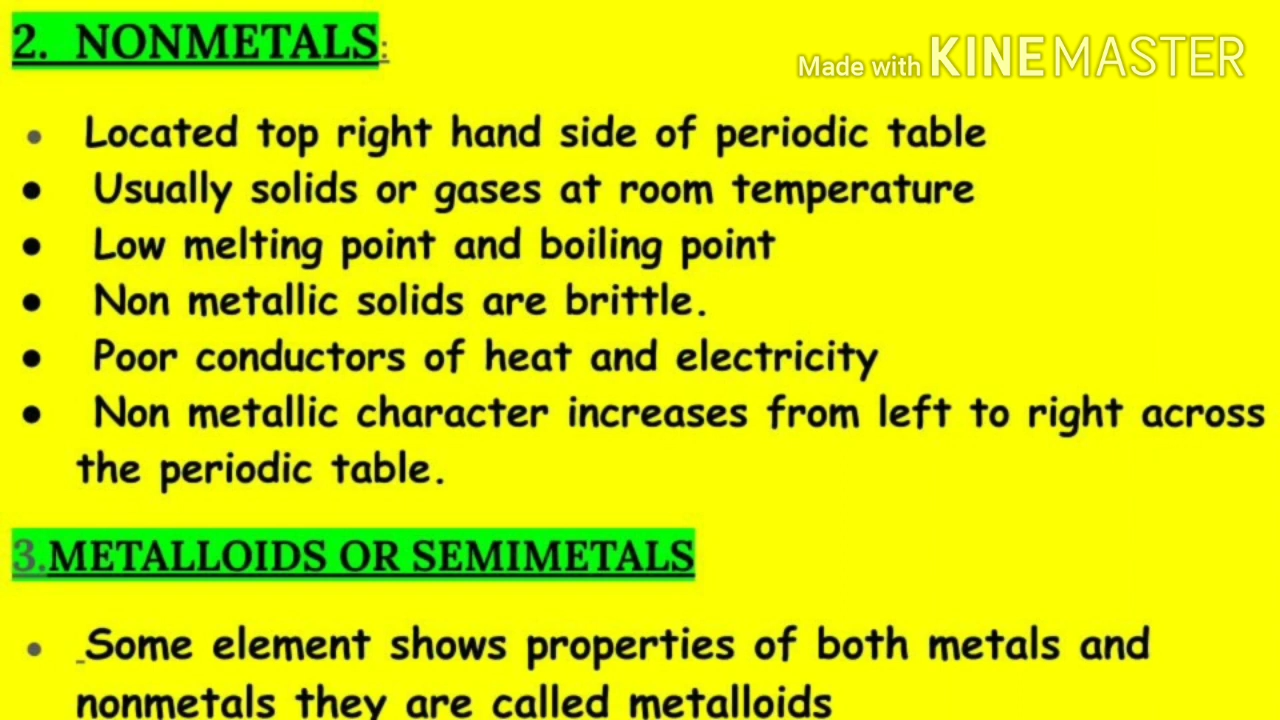 2. NONMETALS:
Made with KINEMASTER
● Located top right hand side of periodic table
● Usually solids or gases at room temperature
● Low melting point and boiling point
● Non metallic solids are brittle.
● Poor conductors of heat and electricity
● Non metallic character increases from left to right across
the periodic table.
3.METALLOIDS OR SEMIMETALS
● Some element shows properties of both metals and
nonmetals they are called metalloids